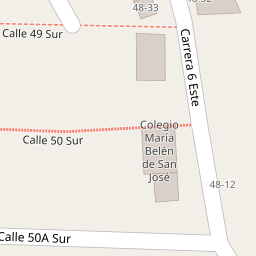 48-33
Calle 49 Sur
Carrera 6 Este
Calle 50 Sur
Colegio
María
Belén
de San
José
48-12
Calle 50A Sur